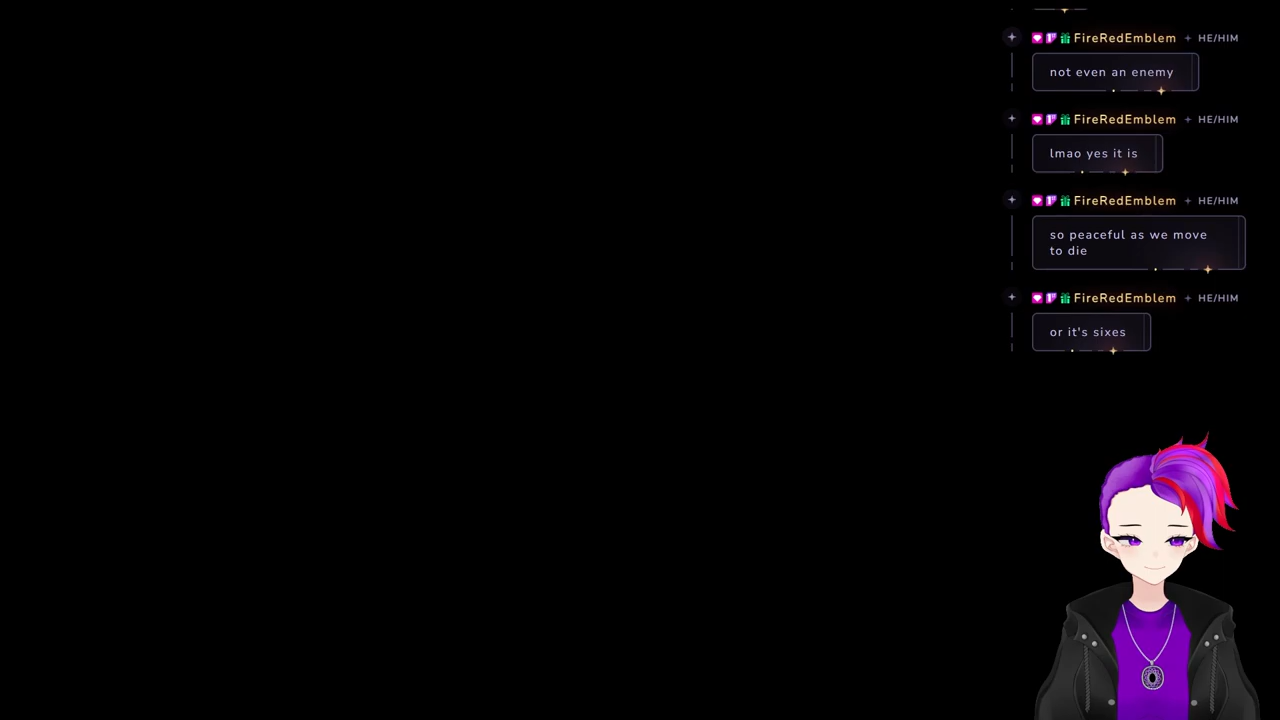 FireRedEmblem HE/HIM
not even an enemy
FireRedEmblem HE/HIM
lmao yes it is
FireRedEmblem HE/HIM
so peaceful as we move
to die
FireRedEmblem HE/HIM
or it's sixes